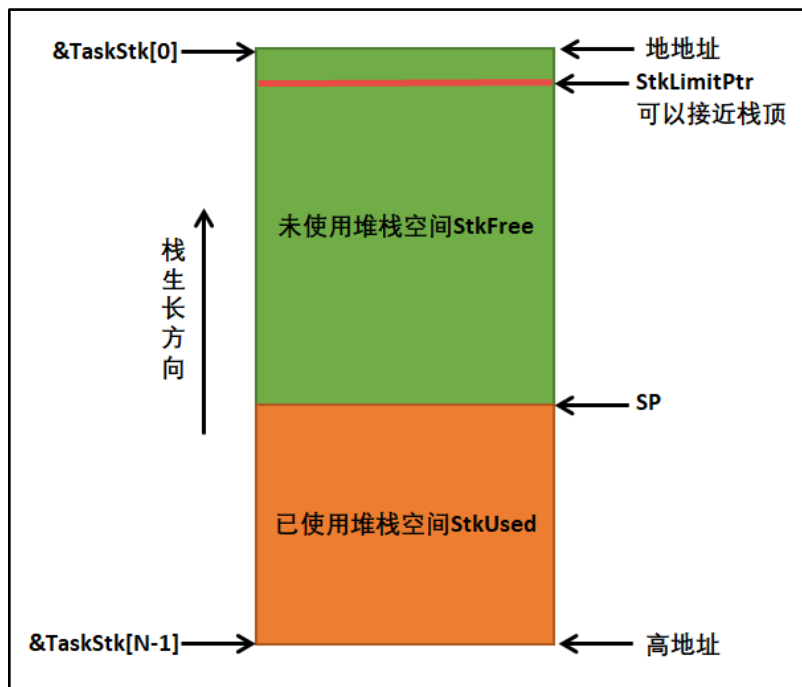 &TaskStk[0]
地地址
StkLimitPtr
可以接近栈顶
未使用堆栈空间StkFree
栈生长方向
SP
已使用堆栈空间StkUsed
&TaskStk[N-1]
高地址